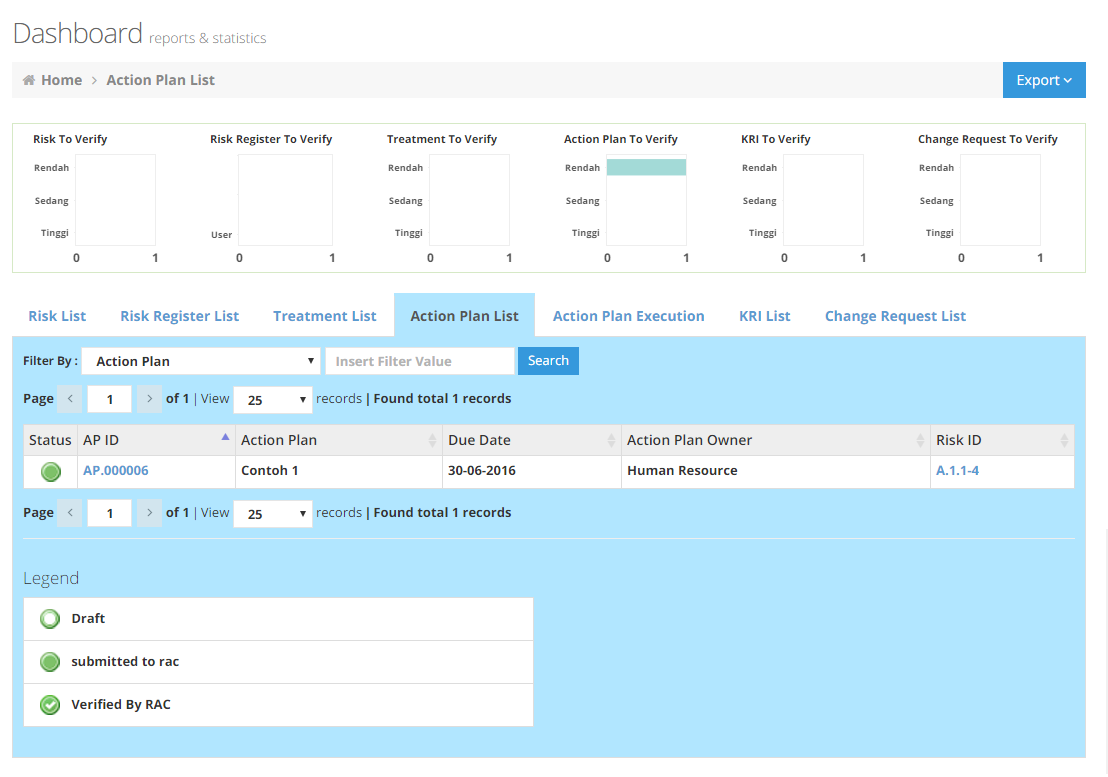 Dashboard reports & statistics
Home > Action Plan List
Export
Risk To Verify
Rendah
Sedang
Tinggi
0 1
Risk Register To Verify
User
0 1
Treatment To Verify
Rendah
Sedang
Tinggi
0 1
Action Plan To Verify
Rendah
Sedang
Tinggi
0 1
KRI To Verify
Rendah
Sedang
Tinggi
0 1
Change Request To Verify
Rendah
Sedang
Tinggi
0 1
Risk List Risk Register List Treatment List Action Plan List Action Plan Execution KRI List Change Request List
Filter By : Action Plan Insert Filter Value Search
Page < 1 > of 1 | View 25 records | Found total 1 records
Status AP ID Action Plan Due Date Action Plan Owner Risk ID
AP.000006 Contoh 1 30-06-2016 Human Resource A.1.1-4
Page < 1 > of 1 | View 25 records | Found total 1 records
Legend
Draft
submitted to rac
Verified By RAC